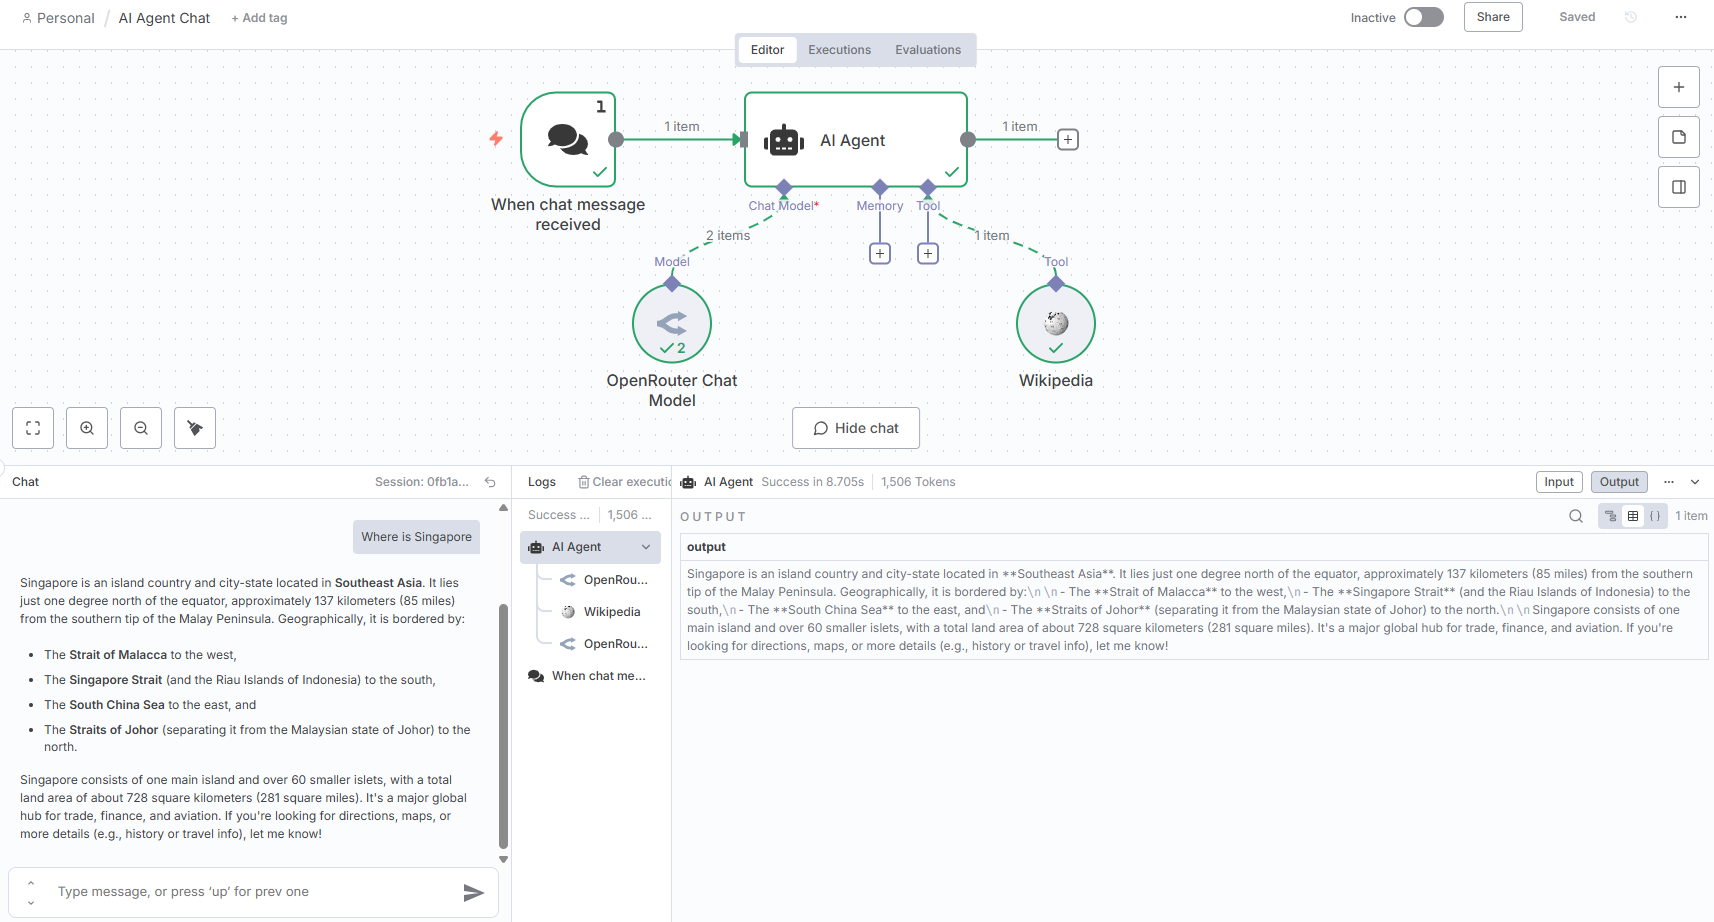 Personal / AI Agent Chat + Add tag
Inactive Share Saved ...
Editor Executions Evaluations
1
1 item
AI Agent
1 item
When chat message
received
Chat Model*
Memory
Tool
2 items
1 item
Model
Tool
2
OpenRouter Chat
Model
Wikipedia
Hide chat
Chat
Session: 0fb1a...
Where is Singapore
Singapore is an island country and city-state located in Southeast Asia. It lies
just one degree north of the equator, approximately 137 kilometers (85 miles)
from the southern tip of the Malay Peninsula. Geographically, it is bordered by:
• The Strait of Malacca to the west,
• The Singapore Strait (and the Riau Islands of Indonesia) to the south,
• The South China Sea to the east, and
• The Straits of Johor (separating it from the Malaysian state of Johor) to the
north.
Singapore consists of one main island and over 60 smaller islets, with a total
land area of about 728 square kilometers (281 square miles). It's a major global
hub for trade, finance, and aviation. If you're looking for directions, maps, or
more details (e.g., history or travel info), let me know!
Type message, or press ‘up’ for prev one
Logs
Clear executic
Success ...
1,506 ...
AI Agent
OpenRou...
Wikipedia
OpenRou...
When chat me...
AI Agent Success in 8.705s 1,506 Tokens
Input Output ...
OUTPUT
1 item
output
Singapore is an island country and city-state located in **Southeast Asia**. It lies just one degree north of the equator, approximately 137 kilometers (85 miles) from the southern
tip of the Malay Peninsula. Geographically, it is bordered by:\n \n - The **Strait of Malacca** to the west,\n - The **Singapore Strait** (and the Riau Islands of Indonesia) to the
south,\n - The **South China Sea** to the east, and\n - The **Straits of Johor** (separating it from the Malaysian state of Johor) to the north.\n \n Singapore consists of one
main island and over 60 smaller islets, with a total land area of about 728 square kilometers (281 square miles). It's a major global hub for trade, finance, and aviation. If you're
looking for directions, maps, or more details (e.g., history or travel info), let me know!